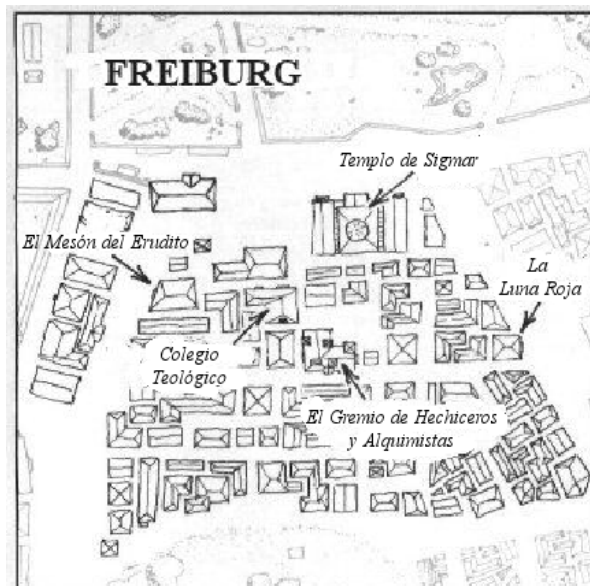 FREIBURG
Templo de Sigmar
El Mesón del Erudito
La
Luna Roja
Colegio
Teológico
El Gremio de Hechiceros
y Alquimistas